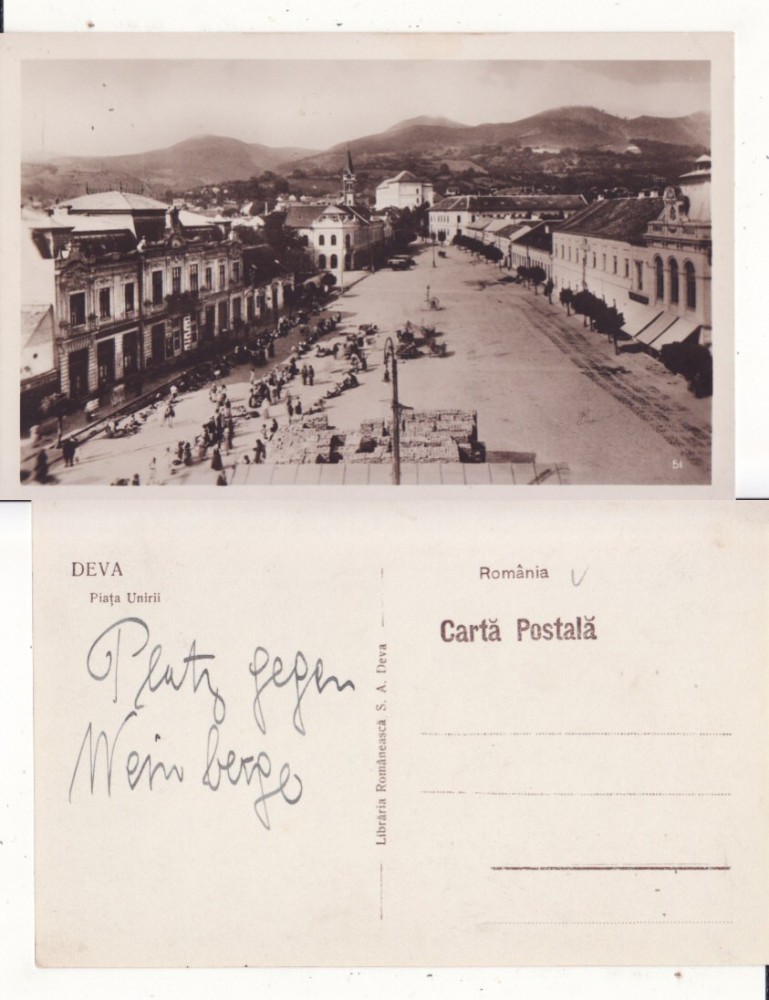 51
DEVA
Piața Unirii
Platz gegen
Weinberge
Librăria Românească S. A. Deva
România
Cartă Postală